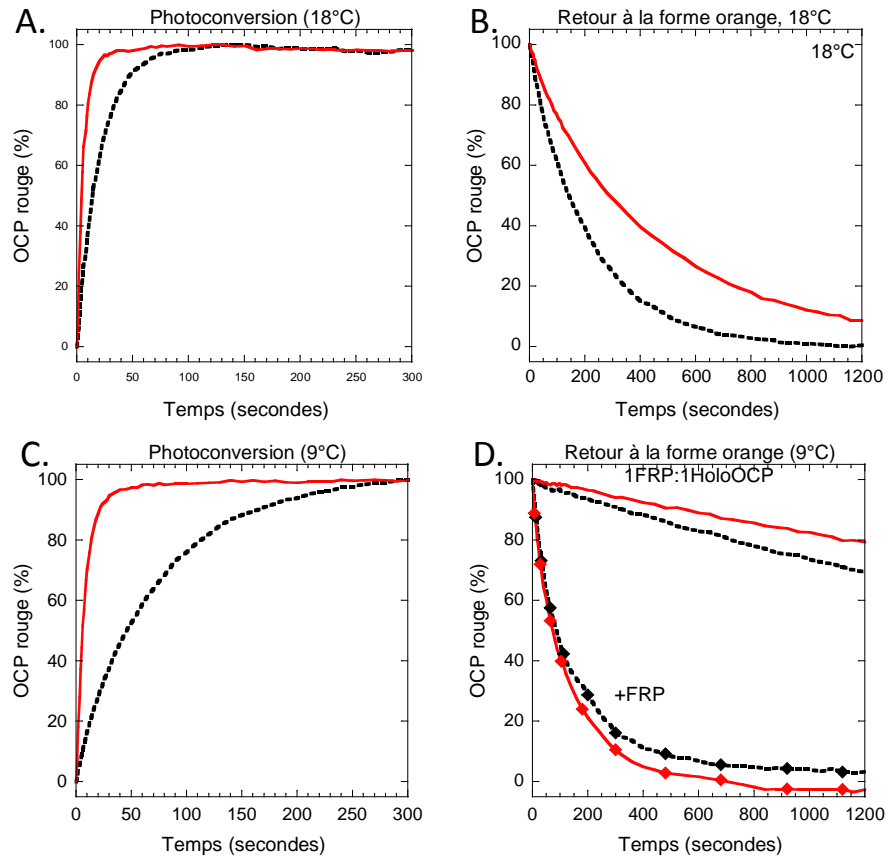 A.
Photoconversion (18°C)
OCP rouge (%)
100
80
60
40
20
0
0 50 100 150 200 250 300
Temps (secondes)
B.
Retour à la forme orange, 18°C
18°C
OCP rouge (%)
100
80
60
40
20
0
0 200 400 600 800 1000 1200
Temps (secondes)
C.
Photoconversion (9°C)
OCP rouge (%)
100
80
60
40
20
0
0 50 100 150 200 250 300
Temps (secondes)
D.
Retour à la forme orange (9°C)
1FRP:1HoloOCP
OCP rouge (%)
100
80
60
40
20
0
+FRP
0 200 400 600 800 1000 1200
Temps (secondes)